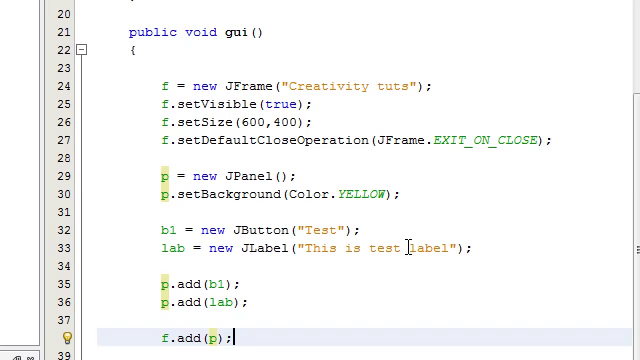 20
21 public void gui()
22 {
23
24 f = new JFrame("Creativity tuts");
25 f.setVisible(true);
26 f.setSize(600,400);
27 f.setDefaultCloseOperation(JFrame.EXIT_ON_CLOSE);
28
29 p = new JPanel();
30 p.setBackground(Color.YELLOW);
31
32 b1 = new JButton("Test");
33 lab = new JLabel("This is test label");
34
35 p.add(b1);
36 p.add(lab);
37
f.add(p);
39